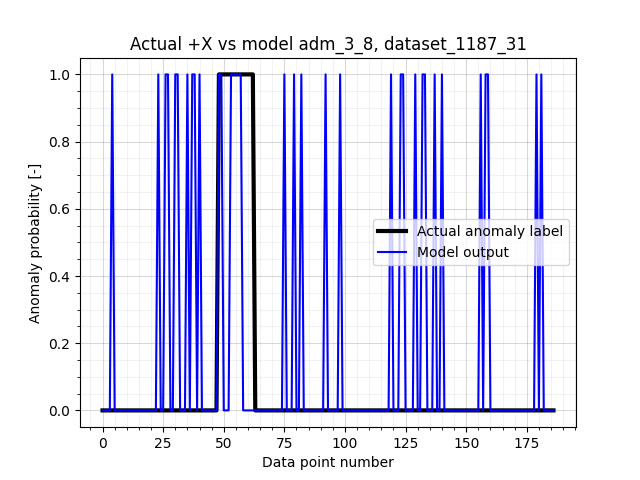 Actual +X vs model adm_3_8, dataset_1187_31
Anomaly probability [-]
1.0
0.8
0.6
0.4
0.2
0.0
Actual anomaly label
Model output
0 25 50 75 100 125 150 175
Data point number